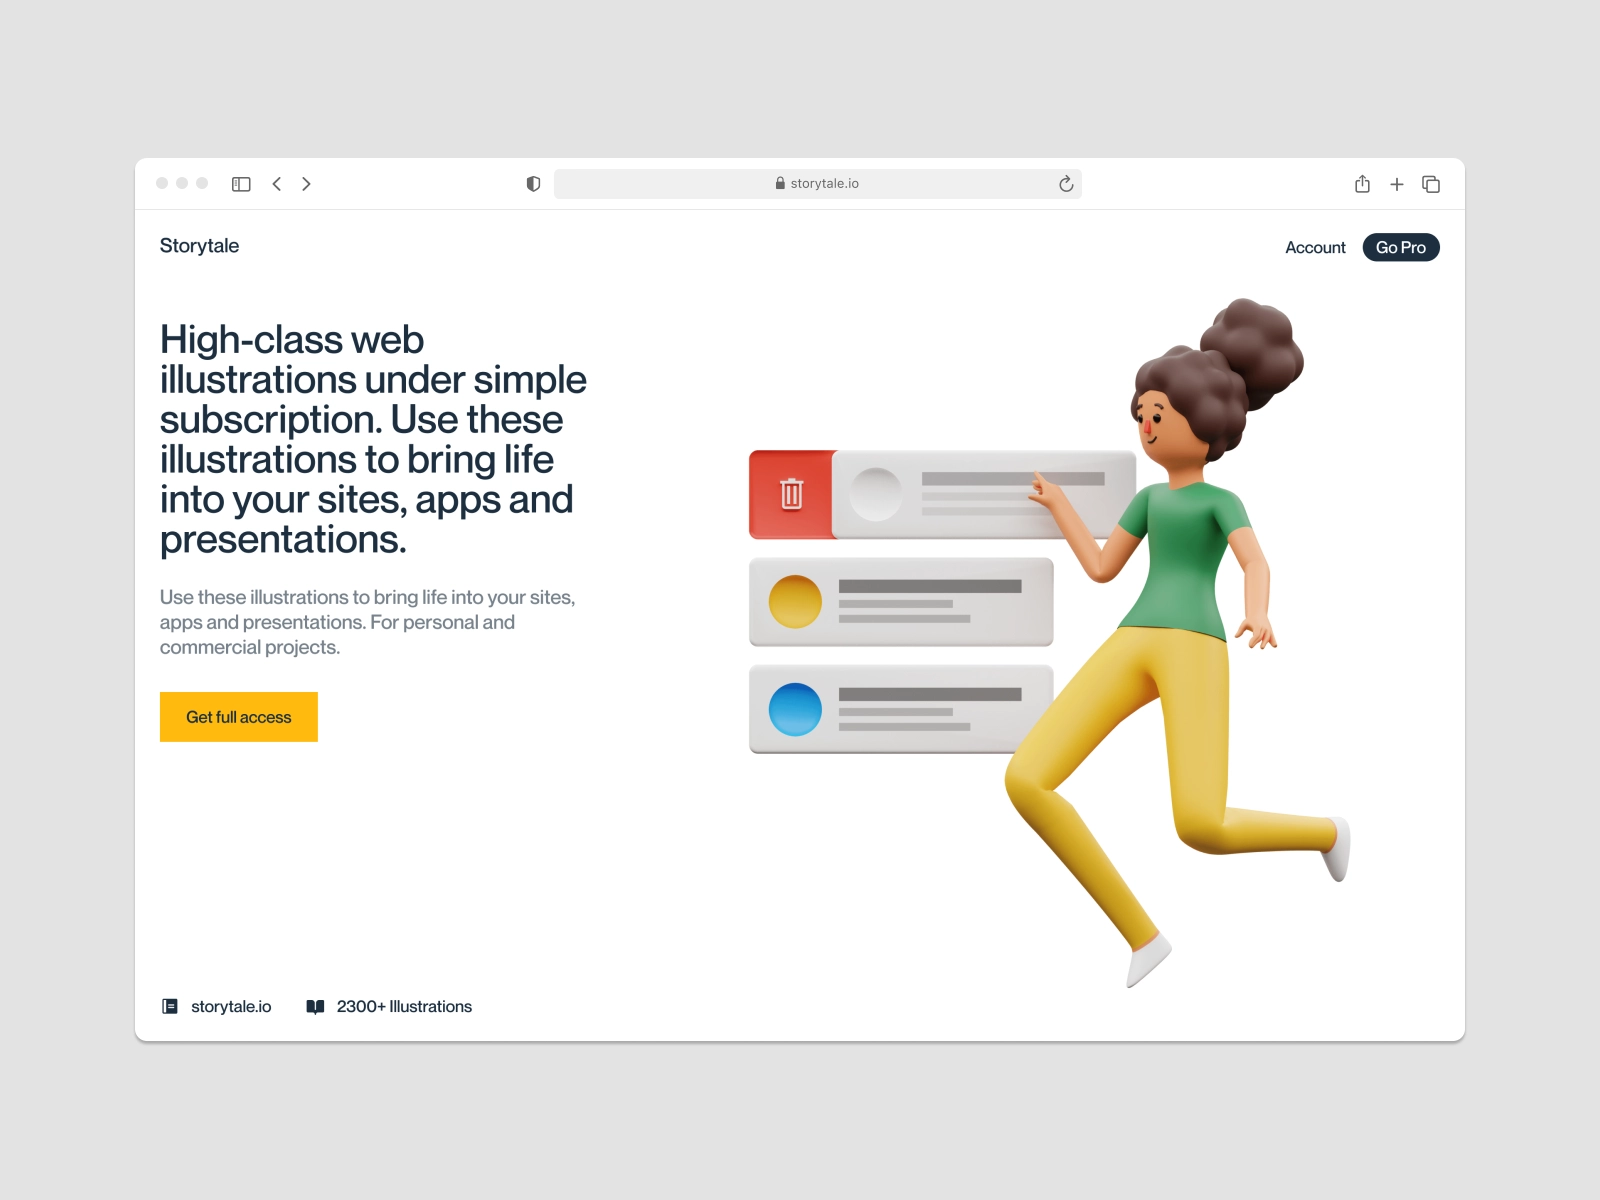 storytale.io
Storytale
Account
Go Pro
High-class web
illustrations under simple
subscription. Use these
illustrations to bring life
into your sites, apps and
presentations.
Use these illustrations to bring life into your sites,
apps and presentations. For personal and
commercial projects.
Get full access
storytale.io
2300+ Illustrations